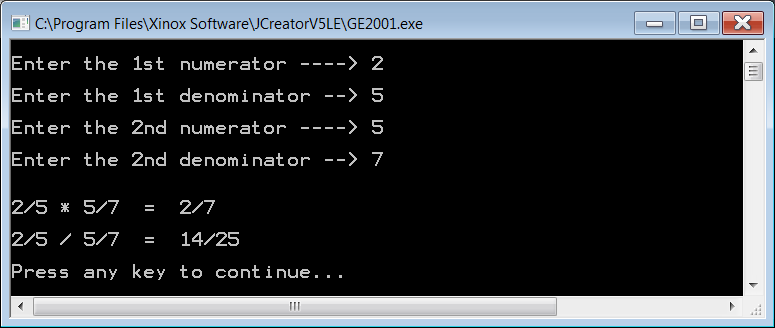 C:\Program Files\Xinox Software\JCreatorV5LE\GE2001.exe
Enter the 1st numerator ----> 2
Enter the 1st denominator --> 5
Enter the 2nd numerator ----> 5
Enter the 2nd denominator --> 7
2/5 * 5/7  =  2/7
2/5 / 5/7  =  14/25
Press any key to continue...